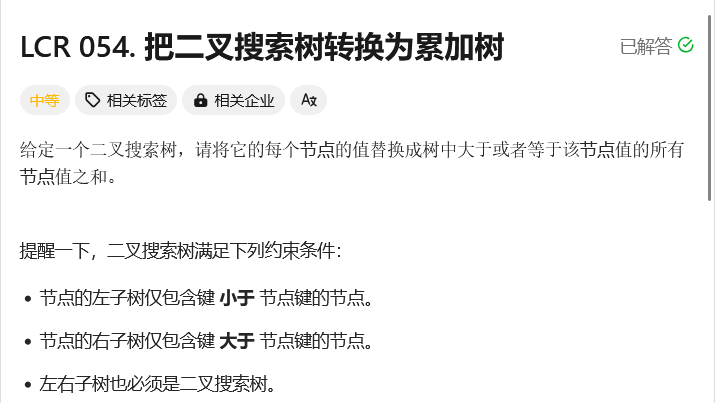 LCR 054. 把二叉搜索树转换为累加树
已解答
中等
相关标签
相关企业
给定一个二叉搜索树，请将它的每个节点的值替换成树中大于或者等于该节点值的所有
节点值之和。
提醒一下，二叉搜索树满足下列约束条件：
• 节点的左子树仅包含键 小于 节点键的节点。
• 节点的右子树仅包含键 大于 节点键的节点。
• 左右子树也必须是二叉搜索树。